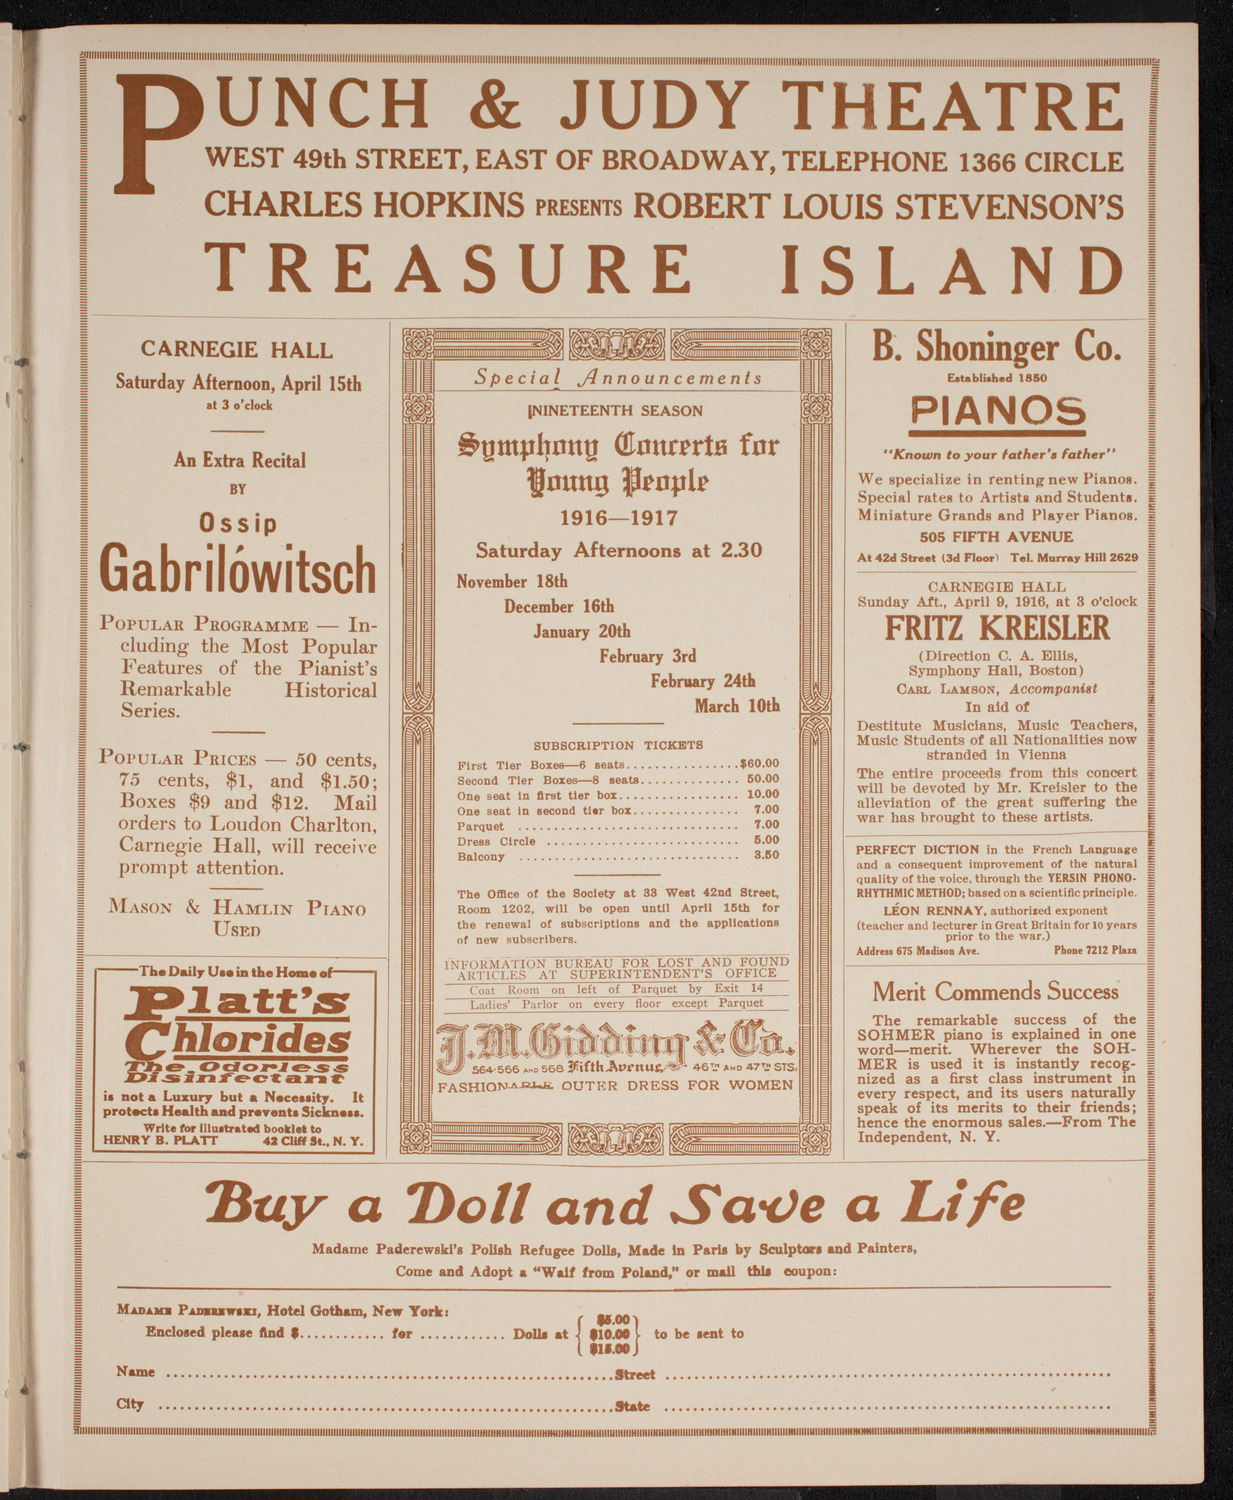 PUNCH & JUDY THEATRE
WEST 49th STREET, EAST OF BROADWAY, TELEPHONE 1366 CIRCLE
CHARLES HOPKINS PRESENTS ROBERT LOUIS STEVENSON'S
TREASURE ISLAND
CARNEGIE HALL
Saturday Afternoon, April 15th
at 3 o'clock
An Extra Recital
BY
Ossip
Gabrilówitsch
POPULAR PROGRAMME — In-
cluding the Most Popular
Features of the Pianist's
Remarkable Historical
Series.
POPULAR PRICES — 50 cents,
75 cents, $1, and $1.50;
Boxes $9 and $12. Mail
orders to Loudon Charlton,
Carnegie Hall, will receive
prompt attention.
MASON & HAMLIN PIANO
USED
The Daily Use in the Home of
Platt's
Chlorides
The Odorless
Disinfectant
is not a Luxury but a Necessity. It
protects Health and prevents Sickness.
Write for illustrated booklet to
HENRY B. PLATT 42 Cliff St., N. Y.
Special Announcements
NINETEENTH SEASON
Symphony Concerts for
Young People
1916—1917
Saturday Afternoons at 2.30
November 18th
December 16th
January 20th
February 3rd
February 24th
March 10th
SUBSCRIPTION TICKETS
First Tier Boxes—6 seats................$60.00
Second Tier Boxes—8 seats.............. 50.00
One seat in first tier box................. 10.00
One seat in second tier box............... 7.00
Parquet ............................... 7.00
Dress Circle ........................... 5.00
Balcony ............................... 3.50
The Office of the Society at 33 West 42nd Street,
Room 1202, will be open until April 15th for
the renewal of subscriptions and the applications
of new subscribers.
INFORMATION BUREAU FOR LOST AND FOUND
ARTICLES AT SUPERINTENDENT'S OFFICE
Coat Room on left of Parquet by Exit 14
Ladies' Parlor on every floor except Parquet
J. M. Gidding & Co.
564-566 AND 568 Fifth Avenue 46TH AND 47TH STS.
FASHIONABLE OUTER DRESS FOR WOMEN
B. Shoninger Co.
Established 1850
PIANOS
"Known to your father's father"
We specialize in renting new Pianos.
Special rates to Artists and Students.
Miniature Grands and Player Pianos.
505 FIFTH AVENUE
At 42d Street (3d Floor) Tel. Murray Hill 2629
CARNEGIE HALL
Sunday Aft., April 9, 1916, at 3 o'clock
FRITZ KREISLER
(Direction C. A. Ellis,
Symphony Hall, Boston)
CARL LAMSON, Accompanist
In aid of
Destitute Musicians, Music Teachers,
Music Students of all Nationalities now
stranded in Vienna
The entire proceeds from this concert
will be devoted by Mr. Kreisler to the
alleviation of the great suffering the
war has brought to these artists.
PERFECT DICTION in the French Language
and a consequent improvement of the natural
quality of the voice, through the YERSIN PHONO-
RHYTHMIC METHOD; based on a scientific principle.
LÉON RENNAY, authorized exponent
(teacher and lecturer in Great Britain for 10 years
prior to the war.)
Address 675 Madison Ave. Phone 7212 Plaza
Merit Commends Success
The remarkable success of the
SOHMER piano is explained in one
word—merit. Wherever the SOH-
MER is used it is instantly recog-
nized as a first class instrument in
every respect, and its users naturally
speak of its merits to their friends;
hence the enormous sales.—From The
Independent, N. Y.
Buy a Doll and Save a Life
Madame Paderewski's Polish Refugee Dolls, Made in Paris by Sculptors and Painters,
Come and Adopt a "Waif from Poland," or mail this coupon:
MADAME PADEREWSKI, Hotel Gotham, New York:
Enclosed please find $............ for ............ Dolls at { $5.00 $10.00 $15.00 } to be sent to
Name ..........................................................Street ..........................................................
City ...........................................................State ..........................................................